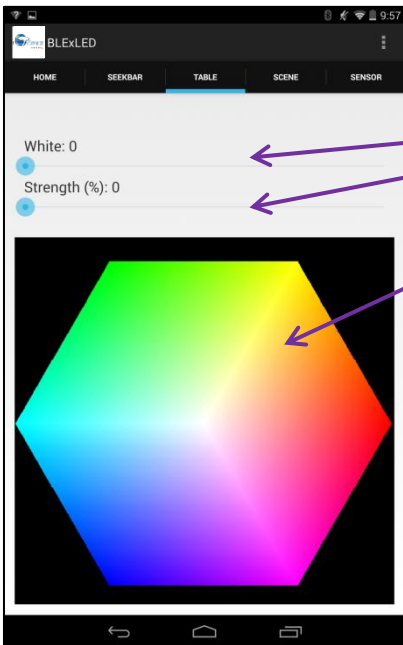 9:57
BLExLED
HOME SEEKBAR TABLE SCENE SENSOR
White: 0
Strength (%): 0